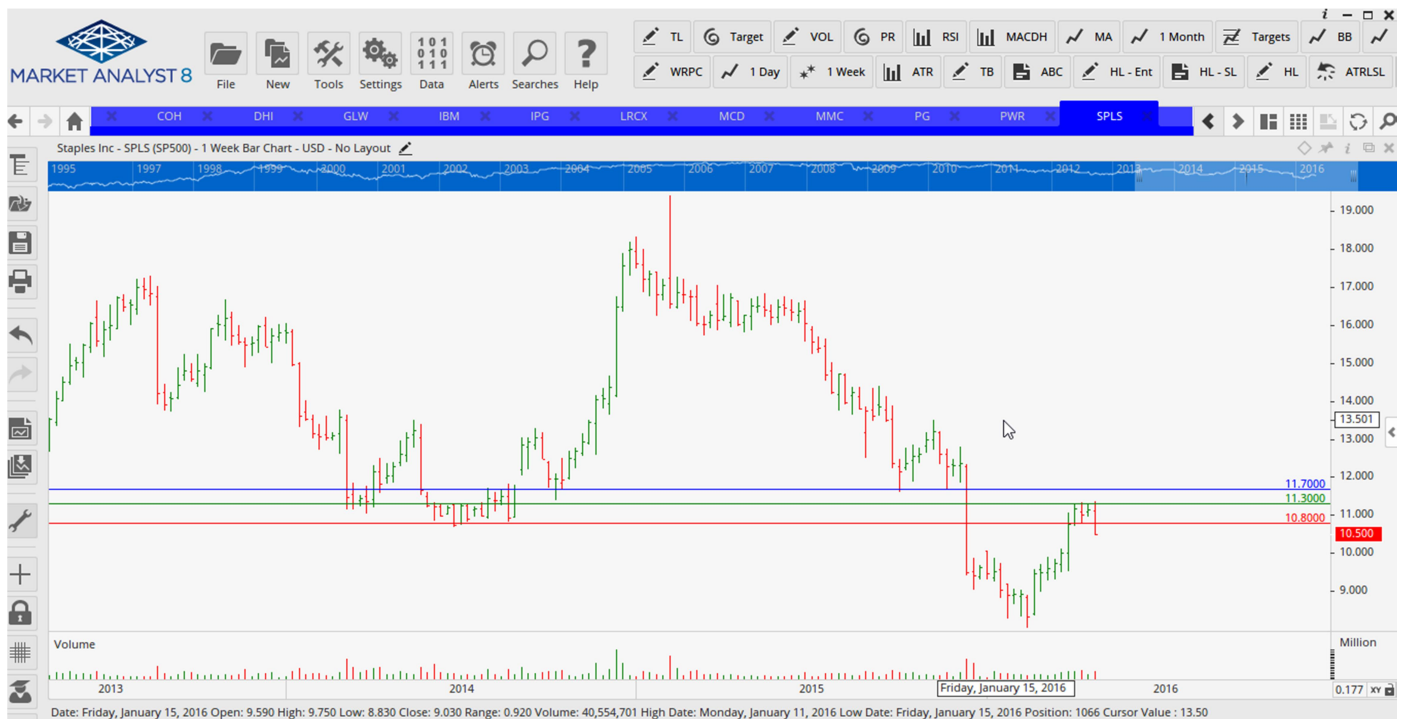 i
MARKET ANALYST 8
File New Tools Settings Data Alerts Searches Help
101
010
111
TL Target VOL PR RSI MACDH MA 1 Month Targets BB
WRPC 1 Day 1 Week ATR TB ABC HL - Ent HL - SL HL ATRLSL
COH DHI GLW IBM IPG LRCX MCD MMC PG PWR SPLS
Staples Inc - SPLS (SP500) - 1 Week Bar Chart - USD - No Layout
i
1995 1997 1998 1999 2000 2001 2002 2003 2004 2005 2006 2007 2008 2009 2010 2011 2012 2013 2014 2015 2016
19.000
18.000
17.000
16.000
15.000
14.000
13.501
13.000
12.000
11.7000
11.3000
11.000
10.8000
10.500
10.000
9.000
Volume
Million
2013 2014 2015 Friday, January 15, 2016 2016 0.177 XY
Date: Friday, January 15, 2016 Open: 9.590 High: 9.750 Low: 8.830 Close: 9.030 Range: 0.920 Volume: 40,554,701 High Date: Monday, January 11, 2016 Low Date: Friday, January 15, 2016 Position: 1066 Cursor Value : 13.50